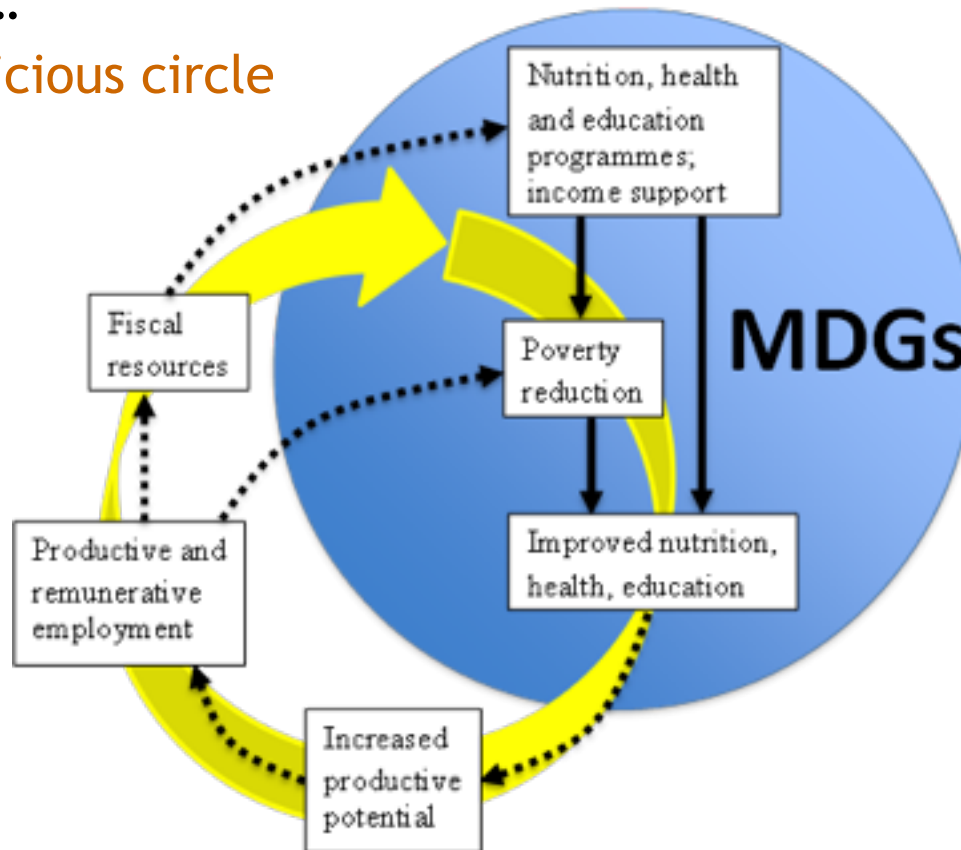 ..
icious circle
Nutrition, health
and education
programmes;
income support
Fiscal
resources
MDGs
Poverty
reduction
Productive and
remunerative
employment
Improved nutrition,
health, education
Increased
productive
potential